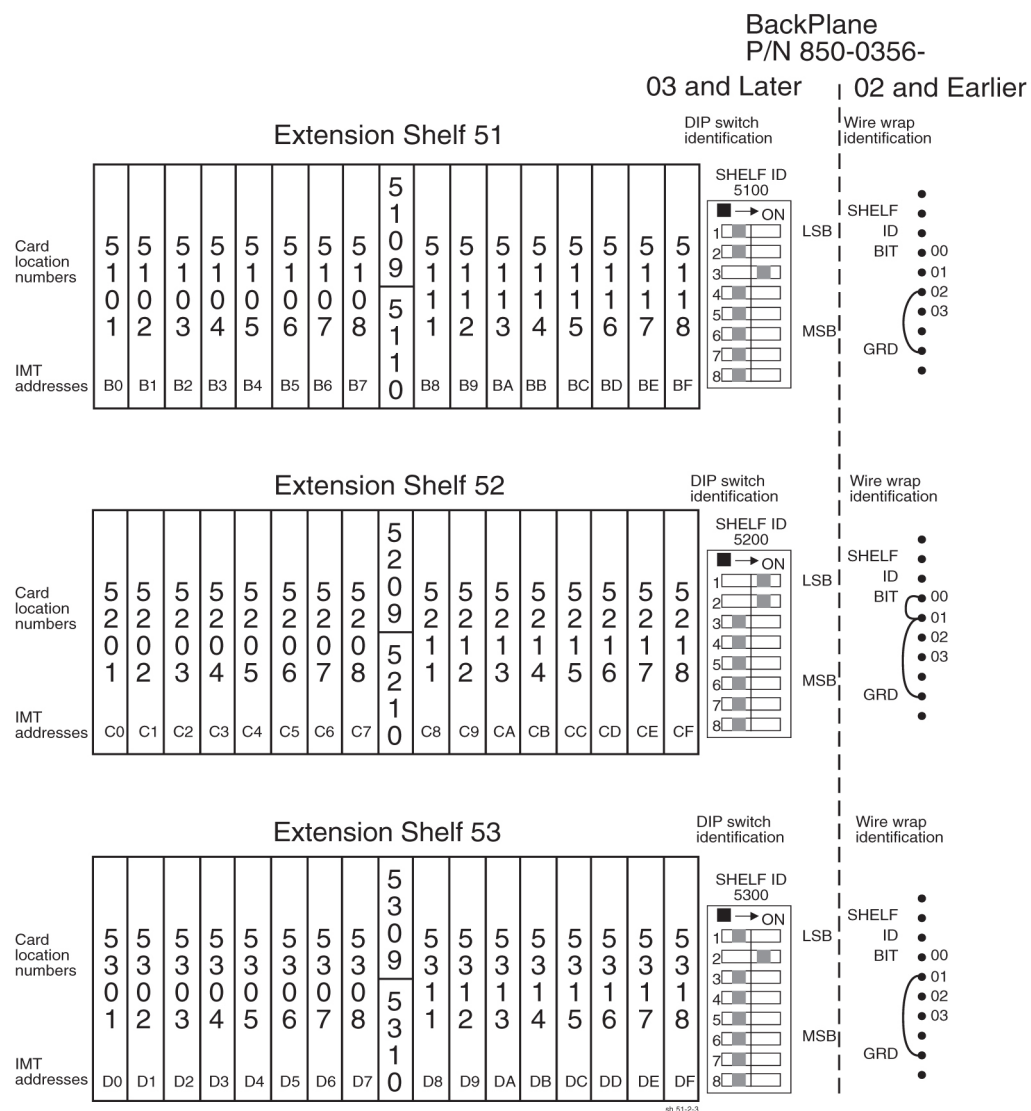 BackPlane
P/N 850-0356-
03 and Later 02 and Earlier
Extension Shelf 51
DIP switch
identification
Wire wrap
identification
Card
location
numbers
5101 5102 5103 5104 5105 5106 5107 5108 5109 5110 5111 5112 5113 5114 5115 5116 5117 5118
IMT
addresses
B0 B1 B2 B3 B4 B5 B6 B7 B8 B9 BA BB BC BD BE BF
SHELF ID
5100
ON
1
2
3
4
5
6
7
8
LSB
MSB
SHELF
ID
BIT
00
01
02
03
GRD
Extension Shelf 52
DIP switch
identification
Wire wrap
identification
Card
location
numbers
5201 5202 5203 5204 5205 5206 5207 5208 5209 5210 5211 5212 5213 5214 5215 5216 5217 5218
IMT
addresses
C0 C1 C2 C3 C4 C5 C6 C7 C8 C9 CA CB CC CD CE CF
SHELF ID
5200
ON
1
2
3
4
5
6
7
8
LSB
MSB
SHELF
ID
BIT
00
01
02
03
GRD
Extension Shelf 53
DIP switch
identification
Wire wrap
identification
Card
location
numbers
5301 5302 5303 5304 5305 5306 5307 5308 5309 5310 5311 5312 5313 5314 5315 5316 5317 5318
IMT
addresses
D0 D1 D2 D3 D4 D5 D6 D7 D8 D9 DA DB DC DD DE DF
SHELF ID
5300
ON
1
2
3
4
5
6
7
8
LSB
MSB
SHELF
ID
BIT
00
01
02
03
GRD
sh 51-2-3